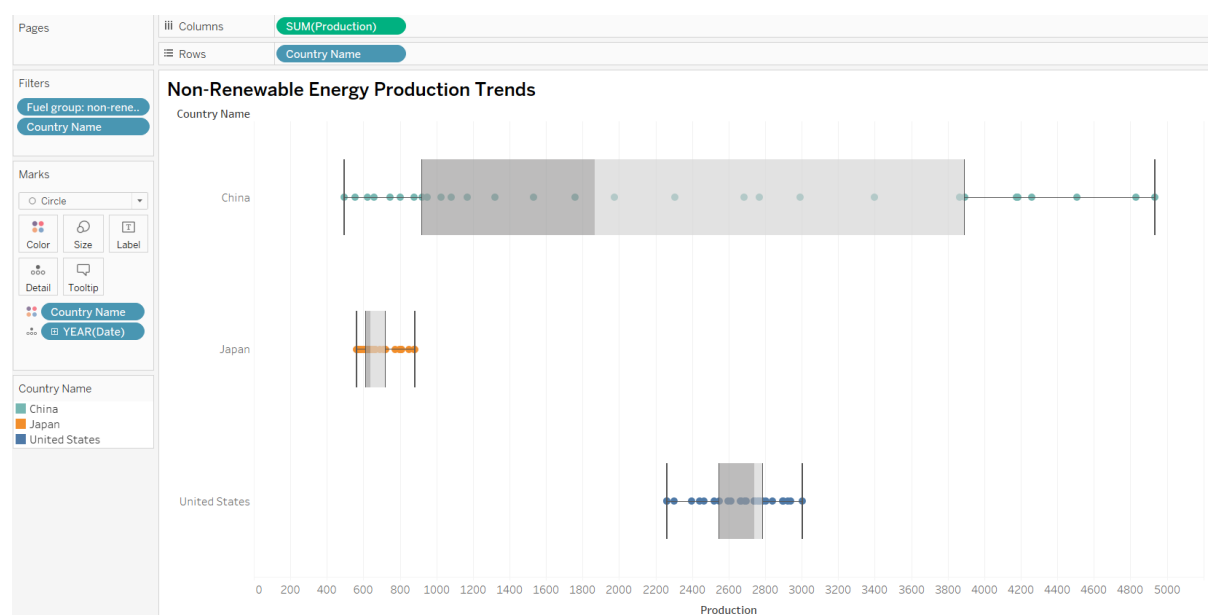 Pages
iii Columns
SUM(Production)
Rows
Country Name
Filters
Fuel group: non-rene..
Country Name
Marks
Circle
Color
Size
Label
Detail
Tooltip
Country Name
YEAR(Date)
Country Name
China
Japan
United States
Non-Renewable Energy Production Trends
Country Name
China
Japan
United States
0 200 400 600 800 1000 1200 1400 1600 1800 2000 2200 2400 2600 2800 3000 3200 3400 3600 3800 4000 4200 4400 4600 4800 5000
Production